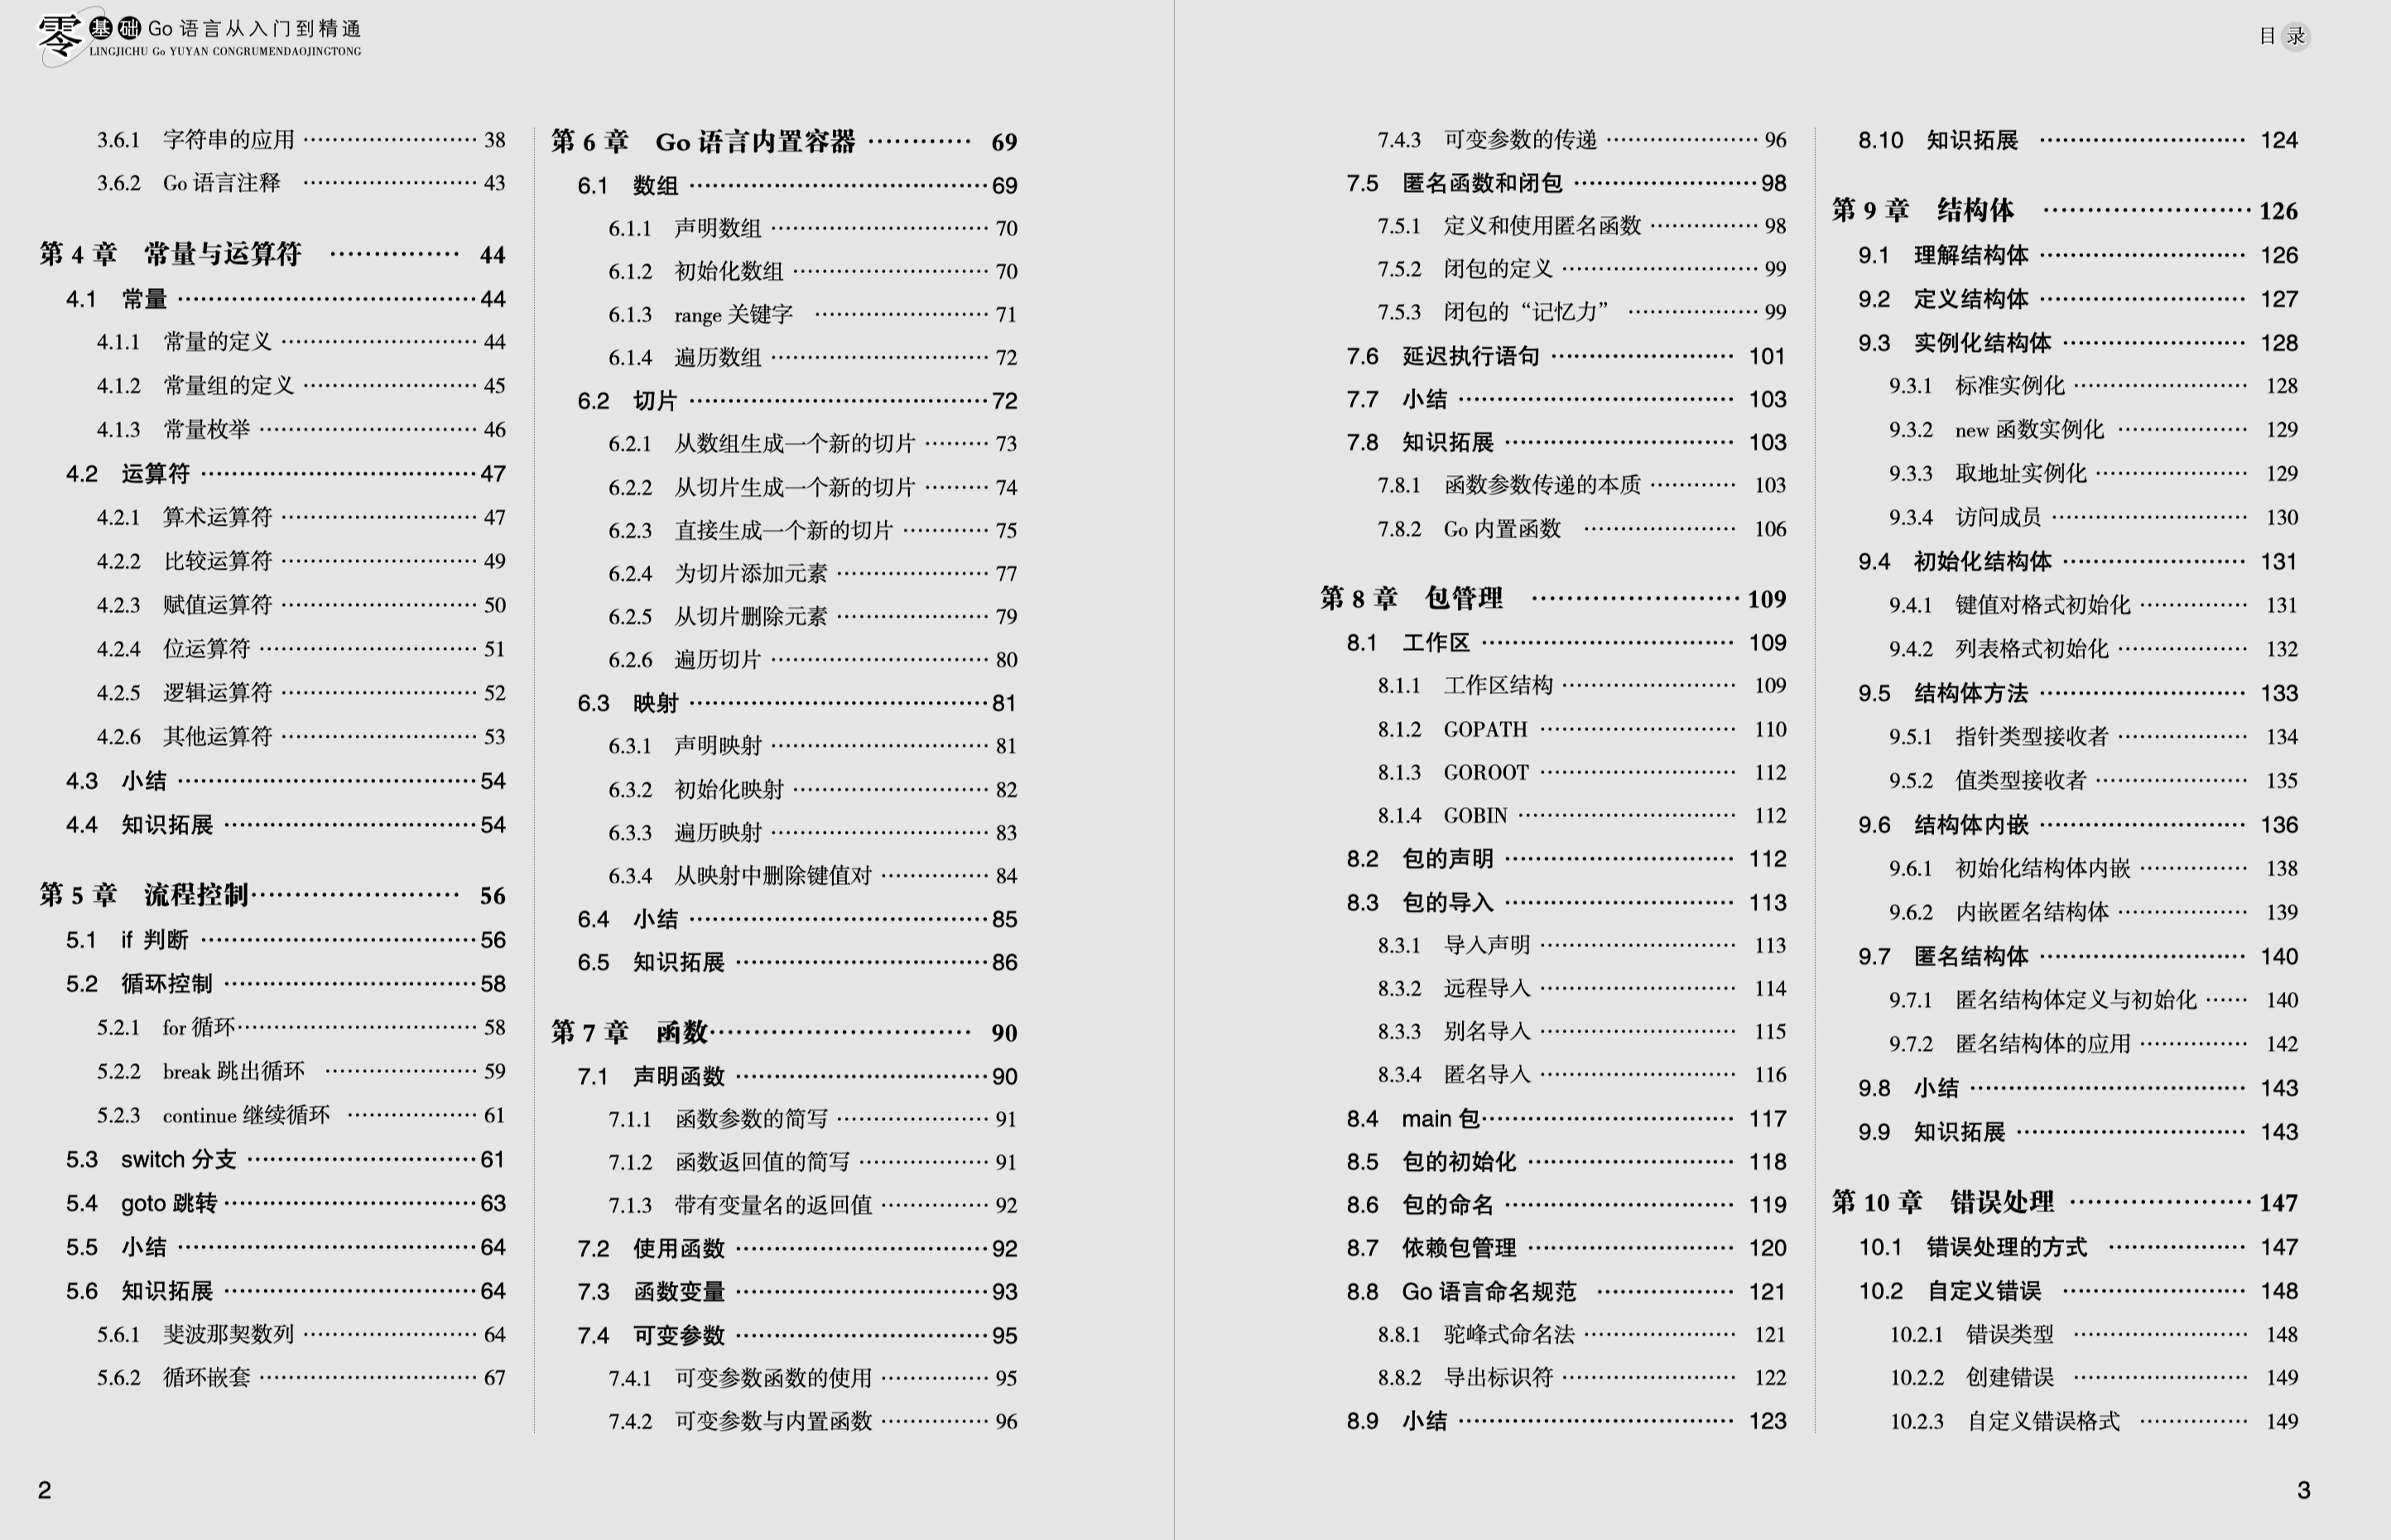 零基础 Go 语言从入门到精通
LINGJICHU Go YUYAN CONGRUMENDAOJINGTONG
3.6.1 字符串的应用 …………………… 38
3.6.2 Go 语言注释 …………………… 43
第 4 章 常量与运算符 …………… 44
4.1 常量 …………………………………44
4.1.1 常量的定义 ……………………… 44
4.1.2 常量组的定义 …………………… 45
4.1.3 常量枚举 ………………………… 46
4.2 运算符 ………………………………47
4.2.1 算术运算符 ……………………… 47
4.2.2 比较运算符 ……………………… 49
4.2.3 赋值运算符 ……………………… 50
4.2.4 位运算符 ………………………… 51
4.2.5 逻辑运算符 ……………………… 52
4.2.6 其他运算符 ……………………… 53
4.3 小结 …………………………………54
4.4 知识拓展 ……………………………54
第 5 章 流程控制…………………… 56
5.1 if 判断 ………………………………56
5.2 循环控制 ……………………………58
5.2.1 for 循环…………………………… 58
5.2.2 break 跳出循环 ………………… 59
5.2.3 continue 继续循环 ……………… 61
5.3 switch 分支 …………………………61
5.4 goto 跳转……………………………63
5.5 小结 …………………………………64
5.6 知识拓展 ……………………………64
5.6.1 斐波那契数列 …………………… 64
5.6.2 循环嵌套 ………………………… 67
第 6 章 Go 语言内置容器 ………… 69
6.1 数组 …………………………………69
6.1.1 声明数组 ………………………… 70
6.1.2 初始化数组 ……………………… 70
6.1.3 range 关键字 …………………… 71
6.1.4 遍历数组 ………………………… 72
6.2 切片 …………………………………72
6.2.1 从数组生成一个新的切片 ……… 73
6.2.2 从切片生成一个新的切片 ……… 74
6.2.3 直接生成一个新的切片 ………… 75
6.2.4 为切片添加元素 ………………… 77
6.2.5 从切片删除元素 ………………… 79
6.2.6 遍历切片 ………………………… 80
6.3 映射 …………………………………81
6.3.1 声明映射 ………………………… 81
6.3.2 初始化映射 ……………………… 82
6.3.3 遍历映射 ………………………… 83
6.3.4 从映射中删除键值对 …………… 84
6.4 小结 …………………………………85
6.5 知识拓展 ……………………………86
第 7 章 函数………………………… 90
7.1 声明函数 ……………………………90
7.1.1 函数参数的简写 ………………… 91
7.1.2 函数返回值的简写 ……………… 91
7.1.3 带有变量名的返回值 …………… 92
7.2 使用函数 ……………………………92
7.3 函数变量 ……………………………93
7.4 可变参数 ……………………………95
7.4.1 可变参数函数的使用 …………… 95
7.4.2 可变参数与内置函数 …………… 96
2
目录
7.4.3 可变参数的传递 ………………… 96
7.5 匿名函数和闭包 ……………………98
7.5.1 定义和使用匿名函数 …………… 98
7.5.2 闭包的定义 ……………………… 99
7.5.3 闭包的“记忆力” ……………… 99
7.6 延迟执行语句 …………………… 101
7.7 小结 ……………………………… 103
7.8 知识拓展 ………………………… 103
7.8.1 函数参数传递的本质 ………… 103
7.8.2 Go 内置函数 ………………… 106
第 8 章 包管理 ……………………109
8.1 工作区 …………………………… 109
8.1.1 工作区结构 …………………… 109
8.1.2 GOPATH ……………………… 110
8.1.3 GOROOT ……………………… 112
8.1.4 GOBIN ………………………… 112
8.2 包的声明 ………………………… 112
8.3 包的导入 ………………………… 113
8.3.1 导入声明 ……………………… 113
8.3.2 远程导入 ……………………… 114
8.3.3 别名导入 ……………………… 115
8.3.4 匿名导入 ……………………… 116
8.4 main 包…………………………… 117
8.5 包的初始化 ……………………… 118
8.6 包的命名 ………………………… 119
8.7 依赖包管理 ……………………… 120
8.8 Go 语言命名规范 ……………… 121
8.8.1 驼峰式命名法 ………………… 121
8.8.2 导出标识符 …………………… 122
8.9 小结 ……………………………… 123
8.10 知识拓展 ……………………… 124
第 9 章 结构体 ……………………126
9.1 理解结构体 ……………………… 126
9.2 定义结构体 ……………………… 127
9.3 实例化结构体 …………………… 128
9.3.1 标准实例化 …………………… 128
9.3.2 new 函数实例化 ……………… 129
9.3.3 取地址实例化 ………………… 129
9.3.4 访问成员 ……………………… 130
9.4 初始化结构体 …………………… 131
9.4.1 键值对格式初始化 …………… 131
9.4.2 列表格式初始化 ……………… 132
9.5 结构体方法 ……………………… 133
9.5.1 指针类型接收者 ……………… 134
9.5.2 值类型接收者 ………………… 135
9.6 结构体内嵌 ……………………… 136
9.6.1 初始化结构体内嵌 …………… 138
9.6.2 内嵌匿名结构体 ……………… 139
9.7 匿名结构体 ……………………… 140
9.7.1 匿名结构体定义与初始化 …… 140
9.7.2 匿名结构体的应用 …………… 142
9.8 小结 ……………………………… 143
9.9 知识拓展 ………………………… 143
第 10 章 错误处理 …………………147
10.1 错误处理的方式 ……………… 147
10.2 自定义错误 …………………… 148
10.2.1 错误类型 …………………… 148
10.2.2 创建错误 …………………… 149
10.2.3 自定义错误格式 …………… 149
3